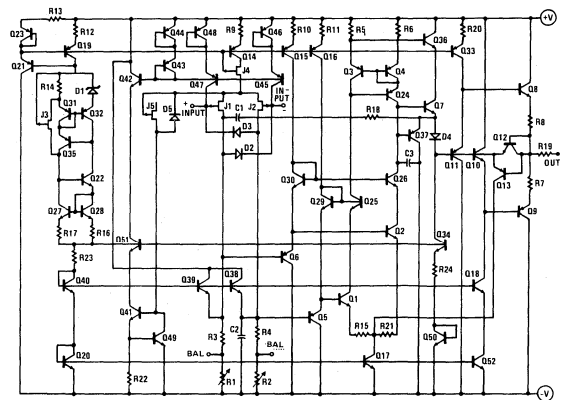 R13
+V
Q23
R12
Q44
Q48
R9
Q46
R10
R11
R5
R6
Q36
R20
Q19
Q14
Q15
Q16
Q33
Q21
Q43
J4
Q3
Q4
Q42
Q47
Q45
Q8
R14
D1
Q24
J3
Q31
Q32
J5
D5
+
INPUT
J1
C1
J2
IN-
PUT
-
R18
Q7
R8
D3
Q37
D4
Q12
Q35
D2
C3
Q11
Q10
R19
OUT
Q22
Q30
Q26
Q13
R7
Q27
Q28
Q29
Q25
Q9
R17
R16
Q51
Q2
Q34
R23
Q6
R24
Q40
Q39
Q38
Q18
Q41
Q1
Q49
C2
Q5
R3
R4
R15
R21
Q50
BAL
BAL
Q20
Q17
Q52
R22
R1
R2
-V